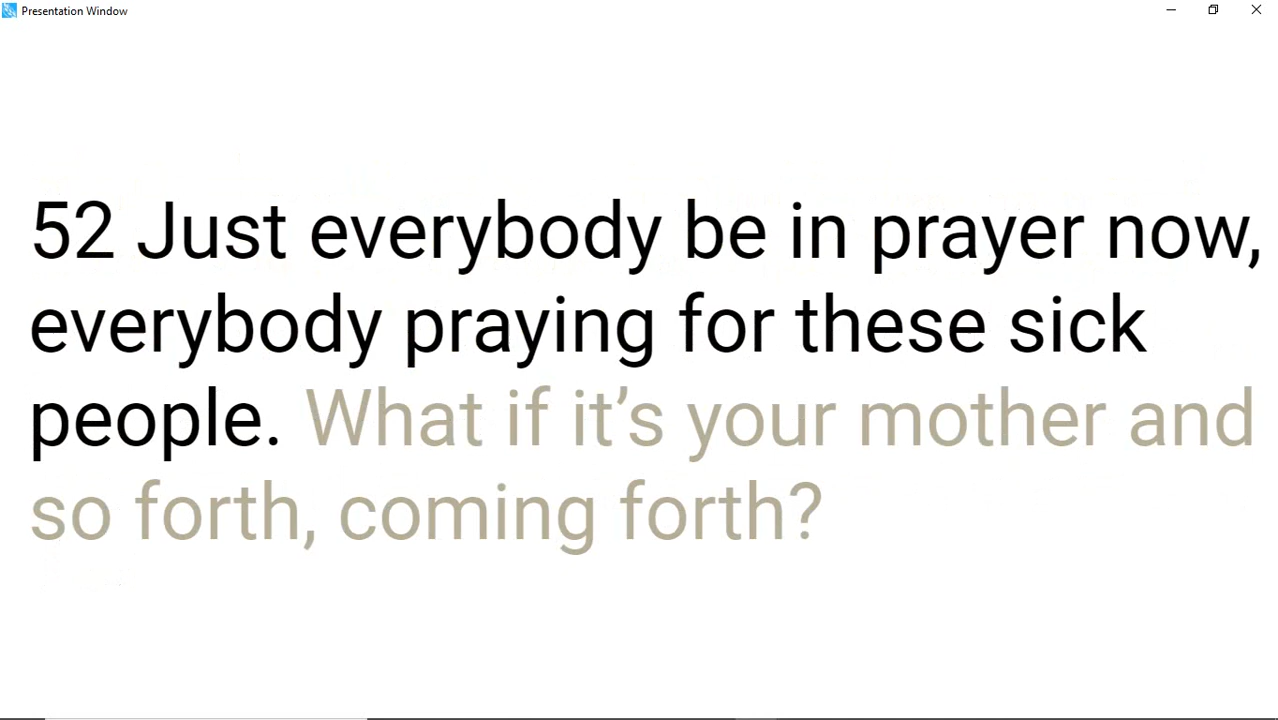 Presentation Window
52 Just everybody be in prayer now,
everybody praying for these sick
people. What if it’s your mother and
so forth, coming forth?